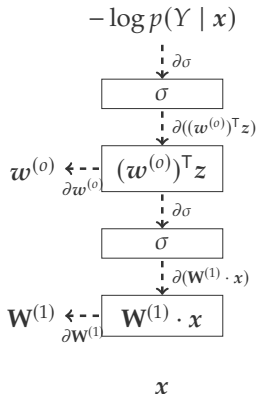 − log p(Y | x)
∂σ
σ
∂((w^(o))^T z)
w^(o) (w^(o))^T z
∂w^(o)
∂σ
σ
∂(W^(1) · x)
W^(1) W^(1) · x
∂W^(1)
x